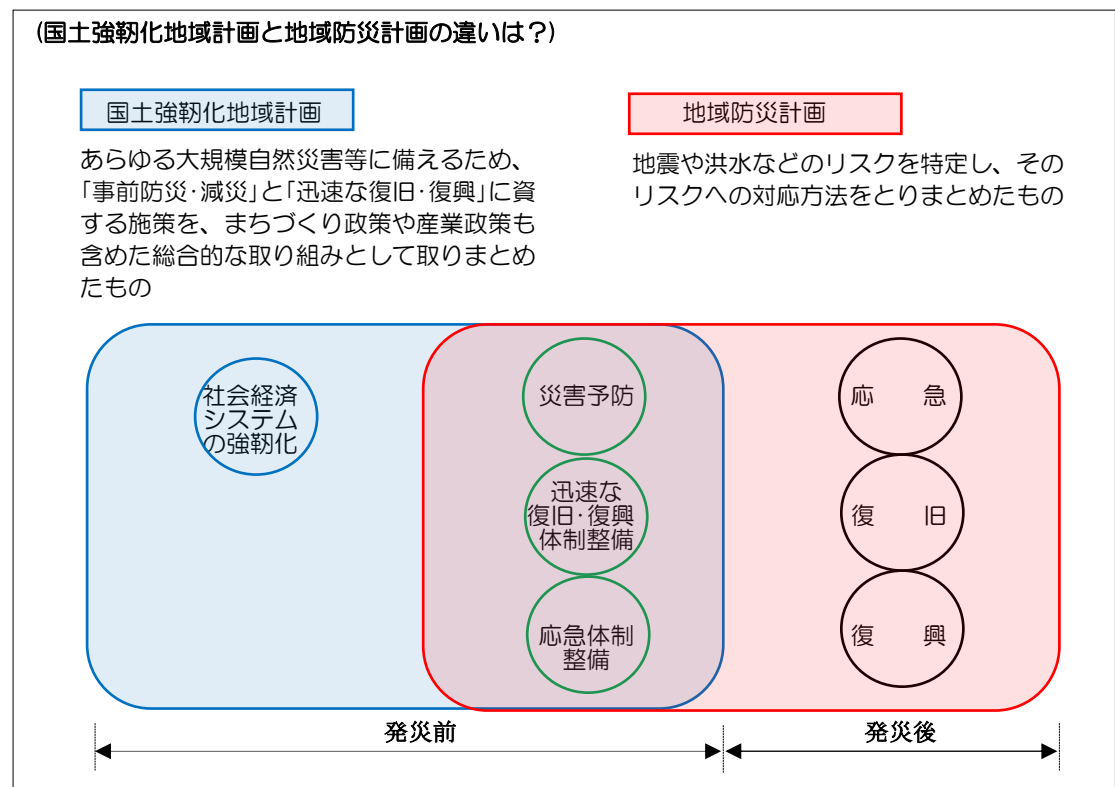 (国土強靱化地域計画と地域防災計画の違いは？)
国土強靱化地域計画
あらゆる大規模自然災害等に備えるため、
「事前防災・減災」と「迅速な復旧・復興」に資
する施策を、まちづくり政策や産業政策も
含めた総合的な取り組みとして取りまとめ
たもの
地域防災計画
地震や洪水などのリスクを特定し、その
リスクへの対応方法をとりまとめたもの
社会経済
システム
の強靱化
災害予防
迅速な
復旧・復興
体制整備
応急体制
整備
応　急
復　旧
復　興
発災前
発災後